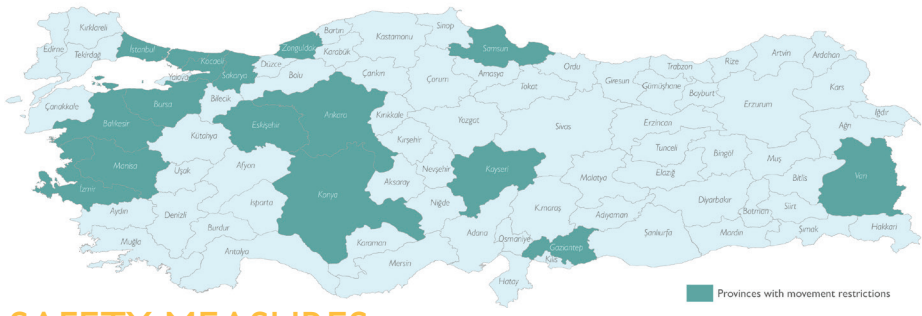 Kırklareli
Edirne
Tekirdağ
İstanbul
Kocaeli
Yalova
Sakarya
Düzce
Zonguldak
Bartın
Karabük
Kastamonu
Sinop
Samsun
Ordu
Giresun
Trabzon
Rize
Artvin
Ardahan
Çanakkale
Balıkesir
Bursa
Bilecik
Bolu
Çankırı
Çorum
Amasya
Tokat
Gümüşhane
Bayburt
Erzurum
Kars
Iğdır
Ağrı
Kütahya
Eskişehir
Ankara
Kırıkkale
Yozgat
Sivas
Erzincan
Tunceli
Bingöl
Muş
Manisa
İzmir
Uşak
Afyon
Kırşehir
Nevşehir
Kayseri
Malatya
Elazığ
Bitlis
Van
Aydın
Denizli
Isparta
Konya
Aksaray
Niğde
K.maraş
Adıyaman
Diyarbakır
Batman
Siirt
Muğla
Burdur
Antalya
Karaman
Mersin
Adana
Osmaniye
Gaziantep
Kilis
Hatay
Şanlıurfa
Mardin
Şırnak
Hakkari
Provinces with movement restrictions
SAFETY MEASURES